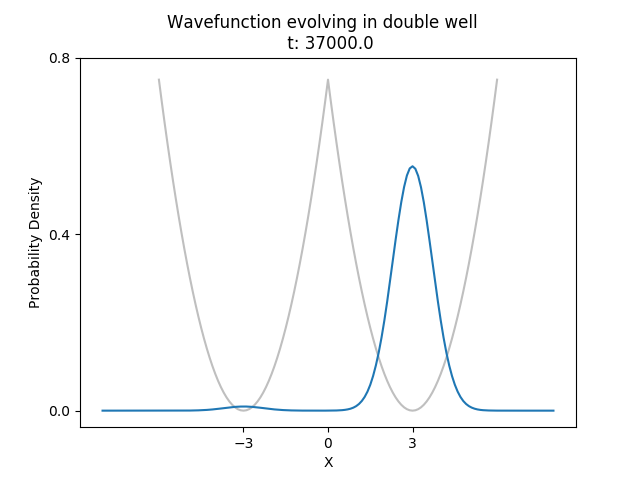 Wavefunction evolving in double well
t: 37000.0
0.8
0.4
0.0
Probability Density
−3
0
3
X